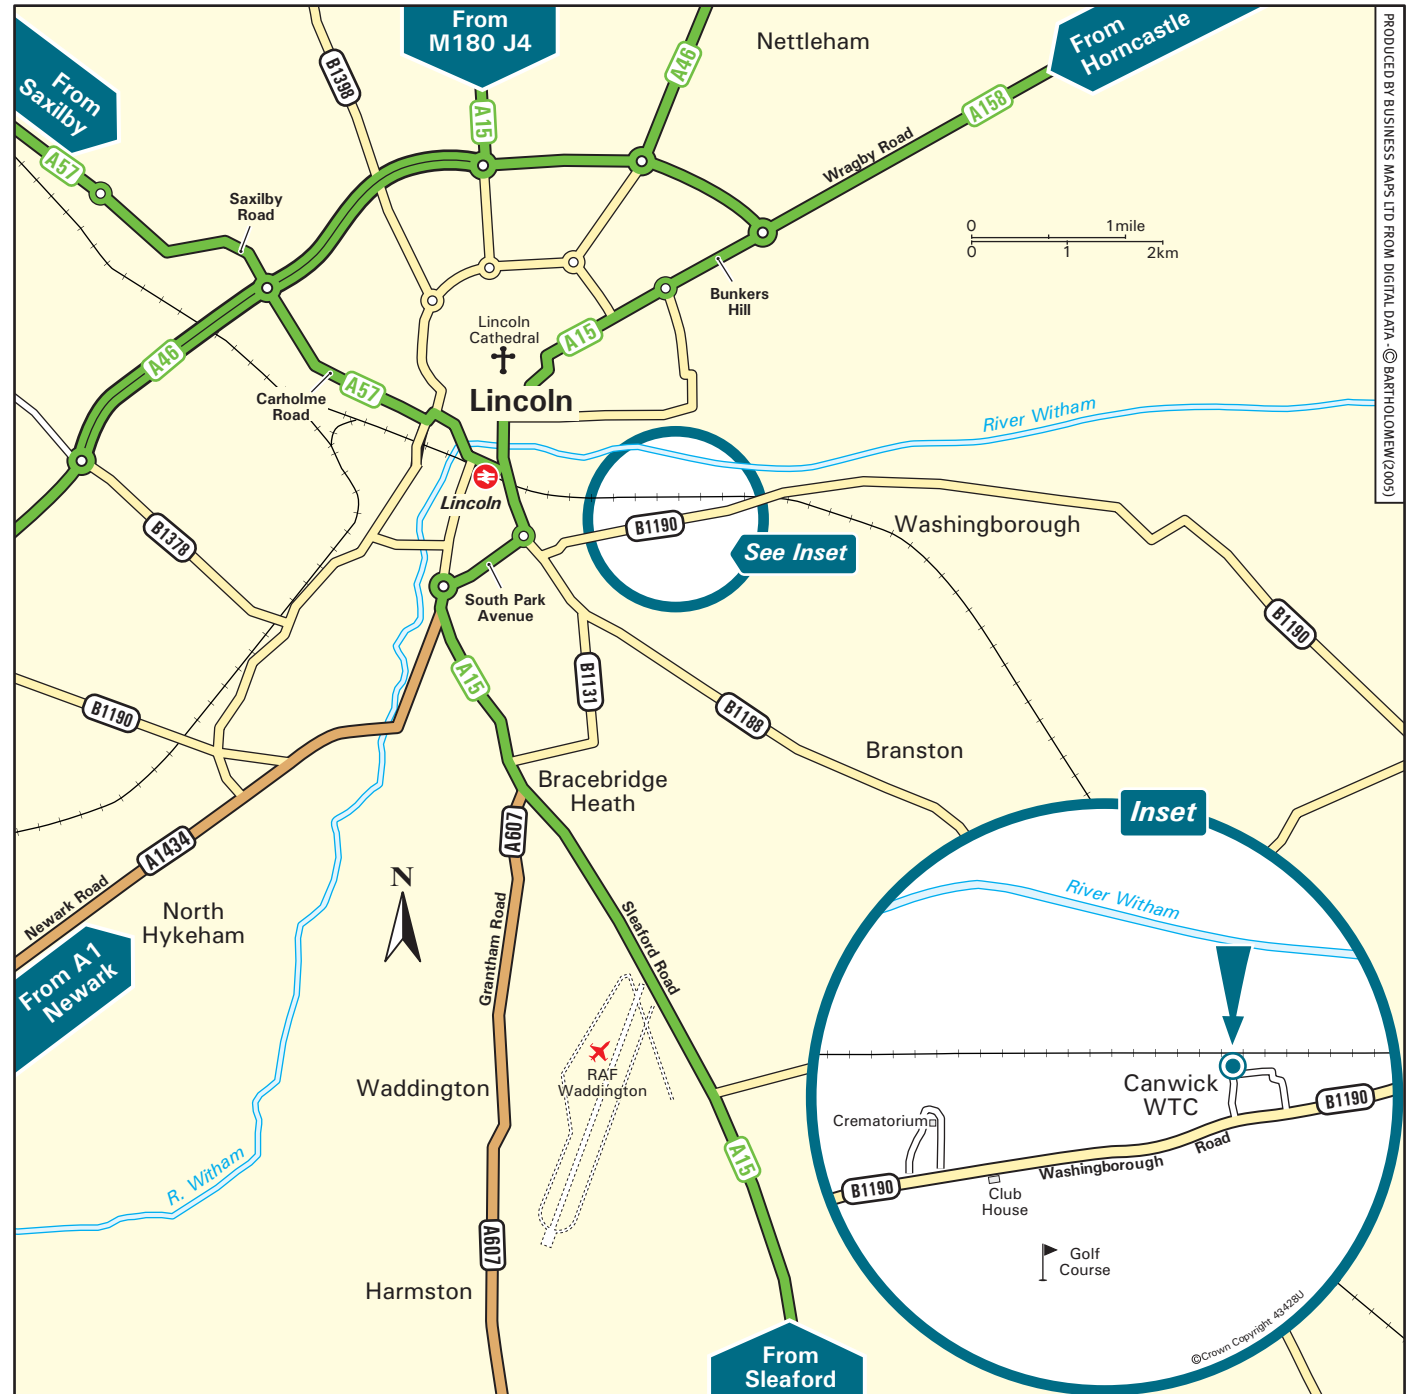 From
M180 J4
Nettleham
From
Horncastle
PRODUCED BY BUSINESS MAPS LTD FROM DIGITAL DATA - © BARTHOLOMEW (2005)
From
Saxilby
B1398
A15
A46
A158
Wragby Road
A57
Saxilby
Road
0
1mile
0
1
2km
Bunkers
Hill
Lincoln
Cathedral
A15
A46
A57
Carholme
Road
Lincoln
River Witham
Lincoln
B1190
Washingborough
See Inset
B1378
South Park
Avenue
B1190
A15
B1131
B1190
B1188
Branston
Bracebridge
Heath
Inset
A607
A1434
Newark Road
North
Hykeham
N
From A1
Newark
Grantham Road
Sleaford Road
River Witham
RAF
Waddington
Waddington
Canwick
WTC
B1190
Crematorium
Washingborough
Road
B1190
Club
House
R. Witham
A15
A607
Golf
Course
Harmston
©Crown Copyright 43428U
From
Sleaford